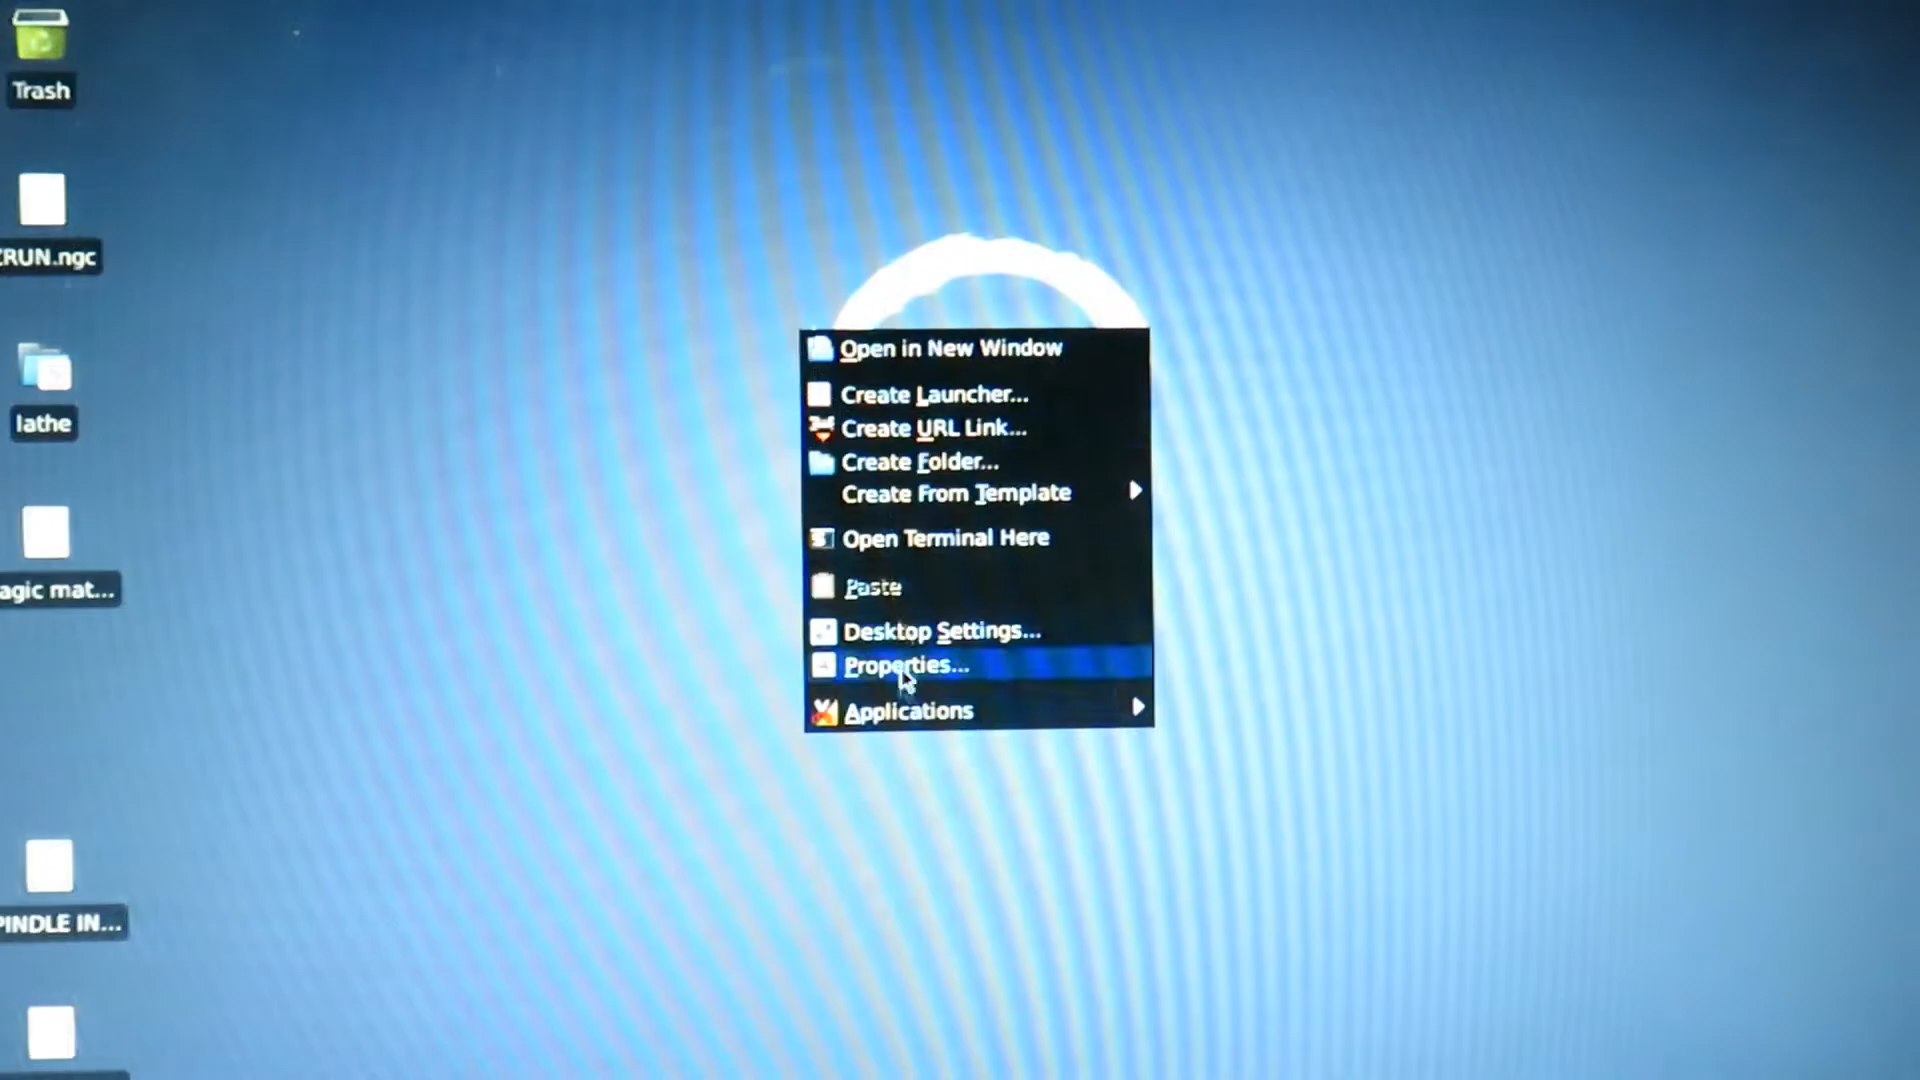 Trash
RUN.ngc
lathe
agic mat...
PINDLE IN...
Open in New Window
Create Launcher...
Create URL Link...
Create Folder...
Create From Template
Open Terminal Here
Paste
Desktop Settings...
Properties...
Applications